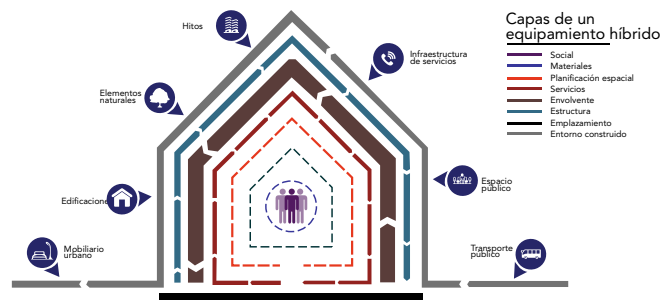 Hitos
Elementos
naturales
Edificacione
Mobiliario
urbano
Infraestructura
de servicios
Espacio
público
Transporte
público
Capas de un
equipamiento híbrido
Social
Materiales
Planificación espacial
Servicios
Envolvente
Estructura
Emplazamiento
Entorno construido